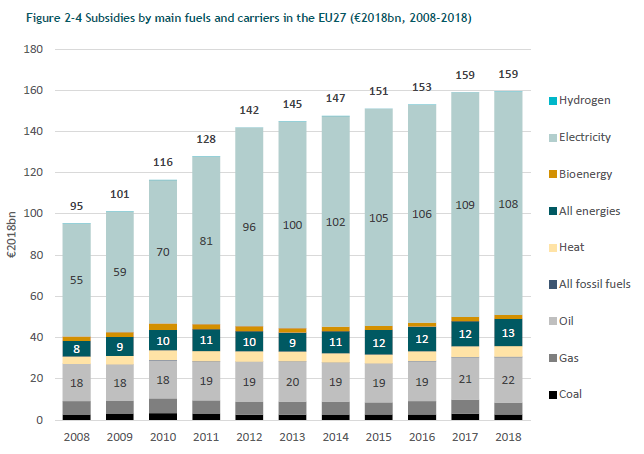 Figure 2-4 Subsidies by main fuels and carriers in the EU27 (€2018bn, 2008-2018)
180
160
140
120
100
80
60
40
20
0
€2018bn
95 101 116 128 142 145 147 151 153 159 159
55 59 70 81 96 100 102 105 106 109 108
8 9 10 11 10 9 11 12 12 12 13
18 18 18 19 19 20 19 19 19 21 22
2008 2009 2010 2011 2012 2013 2014 2015 2016 2017 2018
Hydrogen
Electricity
Bioenergy
All energies
Heat
All fossil fuels
Oil
Gas
Coal